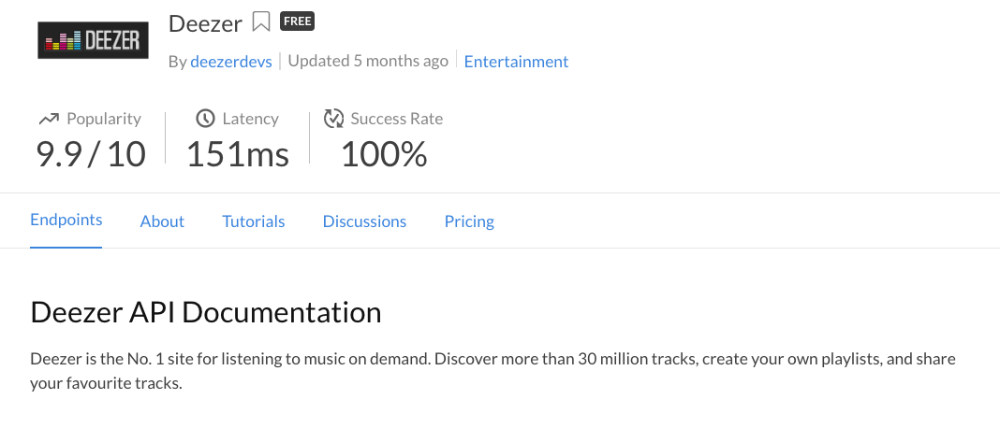 DEEZER
Deezer FREE
By deezerdevs Updated 5 months ago Entertainment
Popularity Latency Success Rate
9.9 / 10 151ms 100%
Endpoints About Tutorials Discussions Pricing
Deezer API Documentation
Deezer is the No. 1 site for listening to music on demand. Discover more than 30 million tracks, create your own playlists, and share
your favourite tracks.